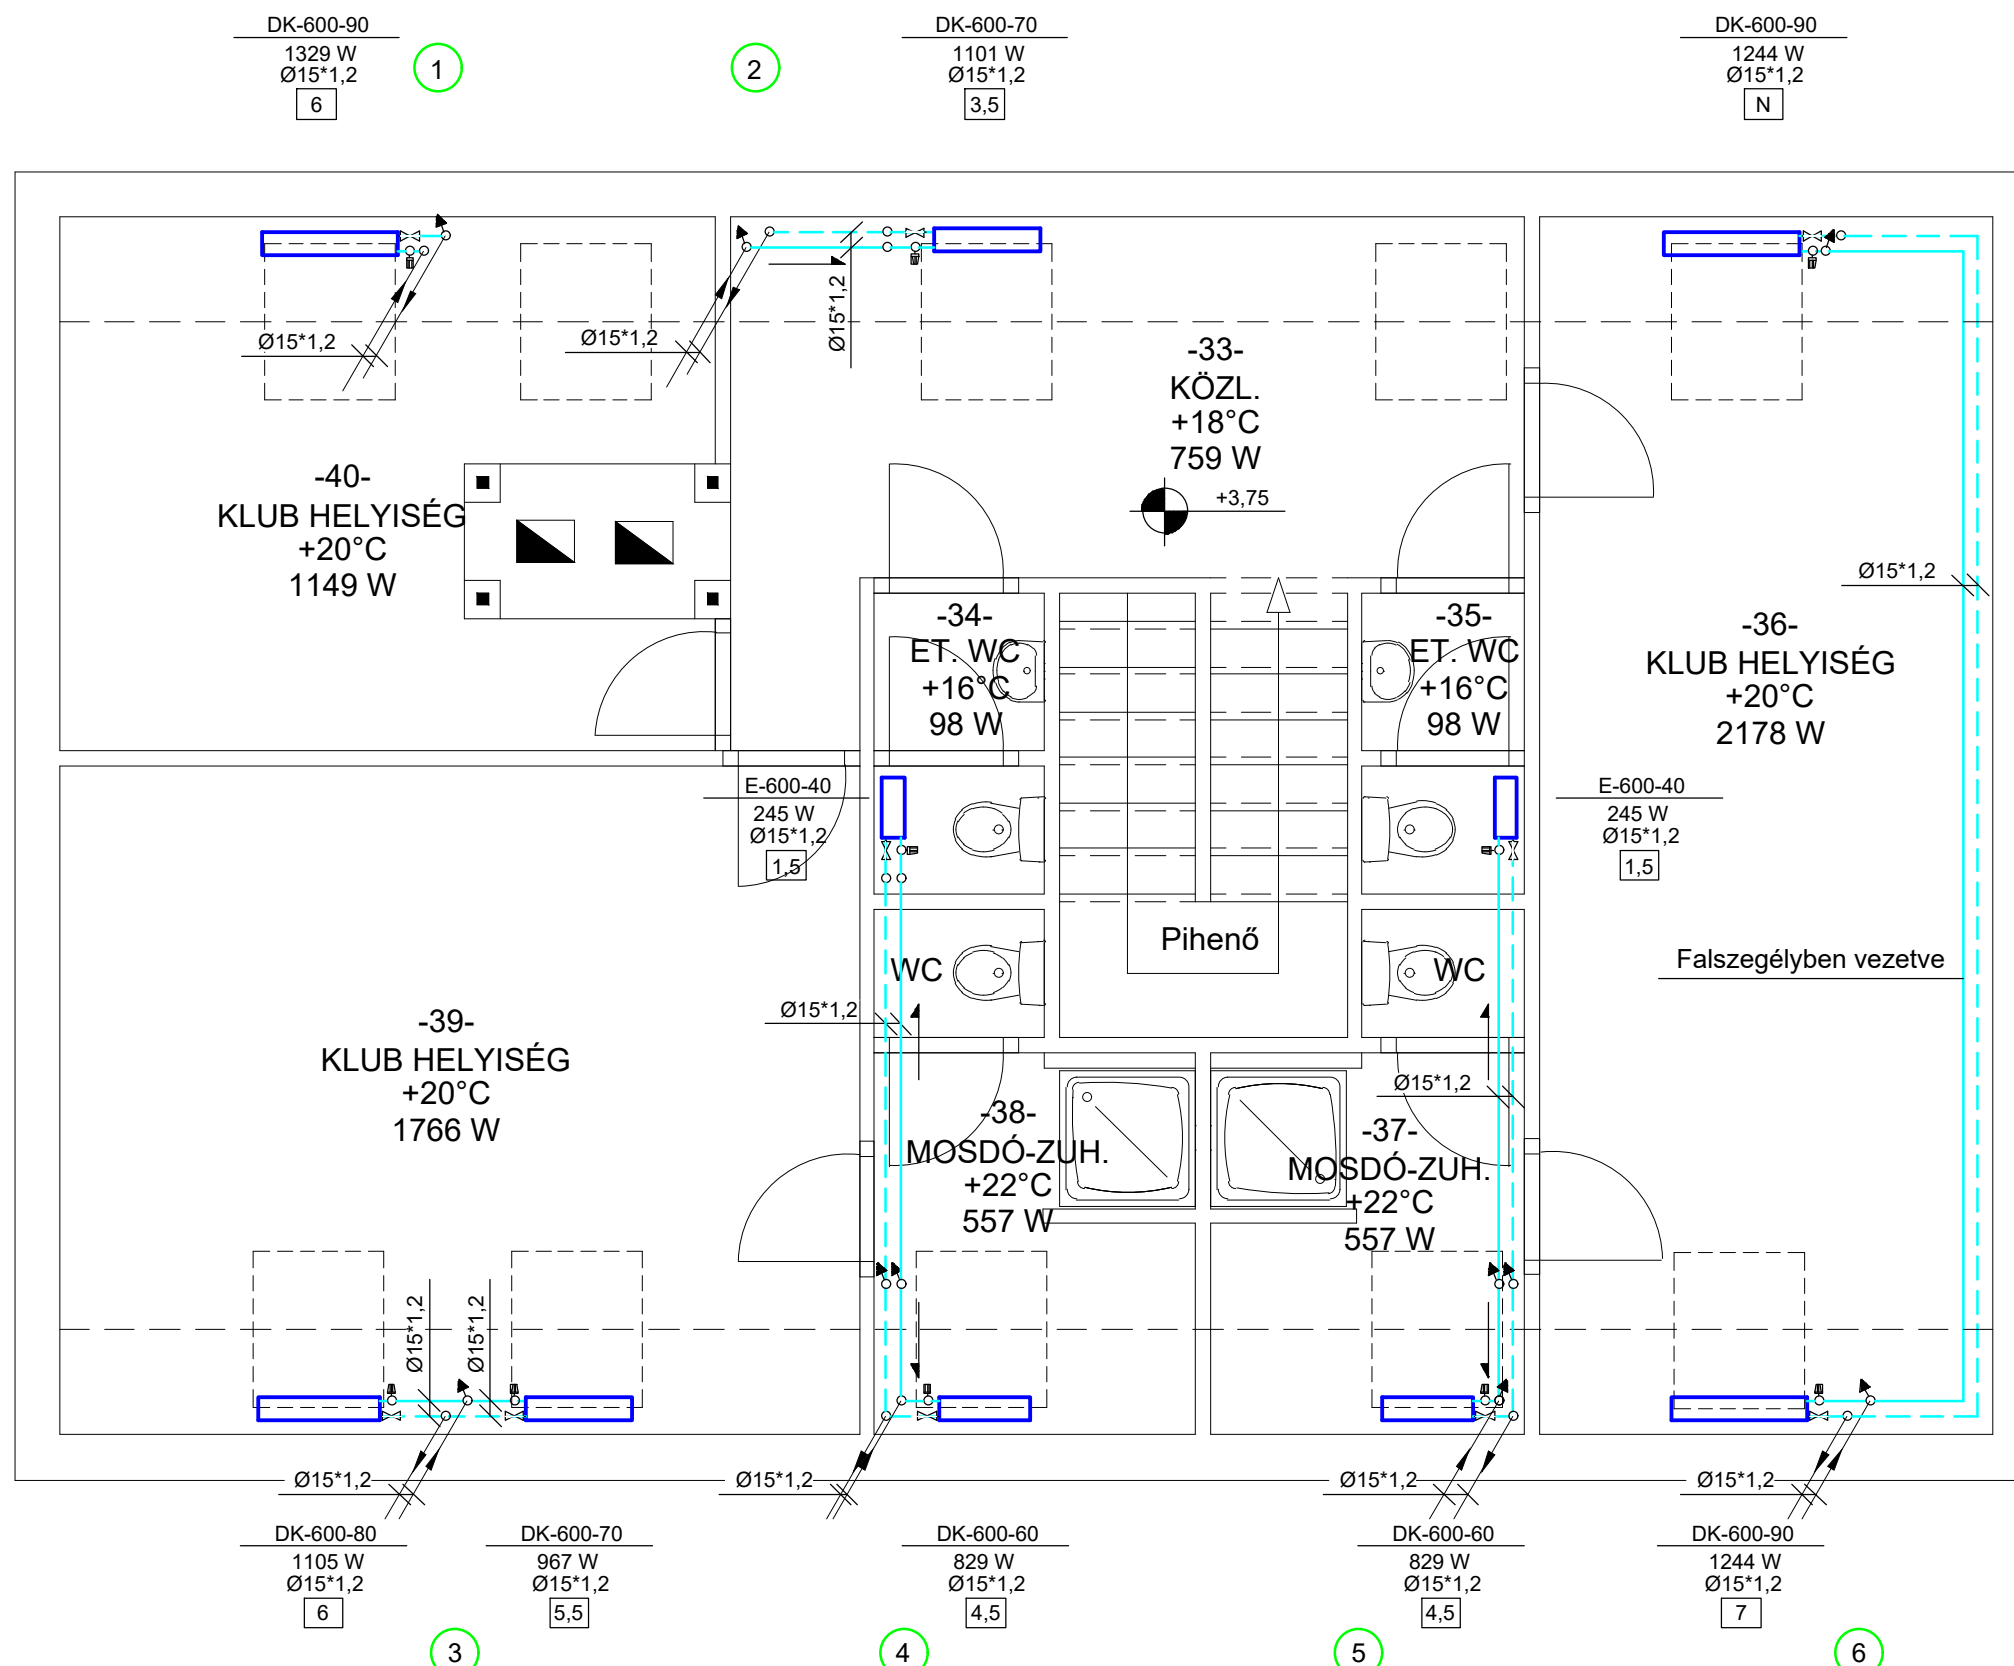 DK-600-90
1329 W
Ø15*1,2
6
1
2
DK-600-70
1101 W
Ø15*1,2
3,5
DK-600-90
1244 W
Ø15*1,2
N
Ø15*1,2
Ø15*1,2
Ø15*1,2
-33-
KÖZL.
+18°C
759 W
+3,75
-40-
KLUB HELYISÉG
+20°C
1149 W
Ø15*1,2
-34-
ET. WC
+16°C
98 W
-35-
ET. WC
+16°C
98 W
-36-
KLUB HELYISÉG
+20°C
2178 W
E-600-40
245 W
Ø15*1,2
1,5
E-600-40
245 W
Ø15*1,2
1,5
Pihenő
WC
WC
Falszegélyben vezetve
Ø15*1,2
-39-
KLUB HELYISÉG
+20°C
1766 W
Ø15*1,2
-38-
MOSDÓ-ZUH.
+22°C
557 W
-37-
MOSDÓ-ZUH.
+22°C
557 W
Ø15*1,2
Ø15*1,2
Ø15*1,2
Ø15*1,2
Ø15*1,2
Ø15*1,2
DK-600-80
1105 W
Ø15*1,2
6
DK-600-70
967 W
Ø15*1,2
5,5
DK-600-60
829 W
Ø15*1,2
4,5
DK-600-60
829 W
Ø15*1,2
4,5
DK-600-90
1244 W
Ø15*1,2
7
3
4
5
6